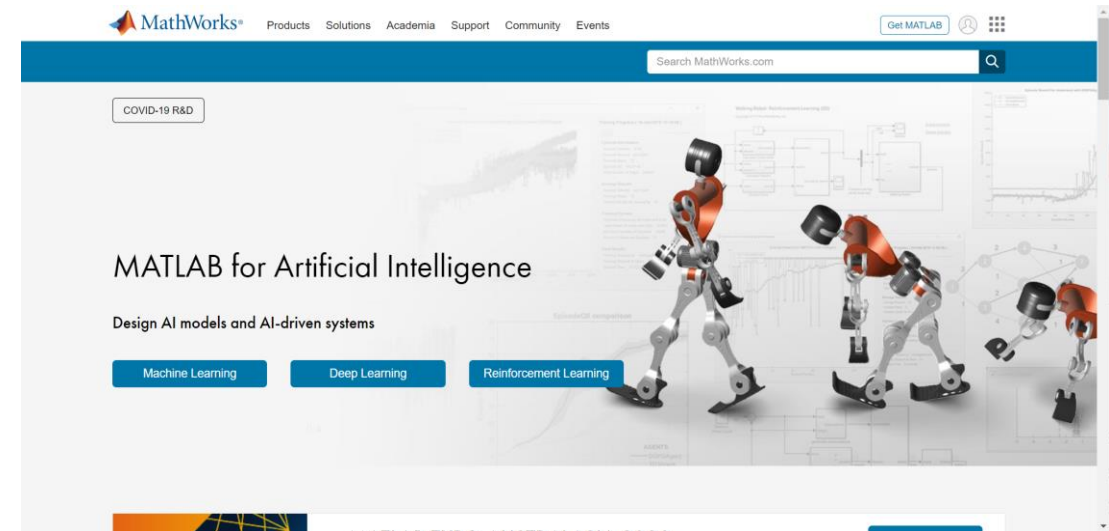 MathWorks®
Products Solutions Academia Support Community Events
Get MATLAB
Search MathWorks.com
COVID-19 R&D
MATLAB for Artificial Intelligence
Design AI models and AI-driven systems
Machine Learning Deep Learning Reinforcement Learning